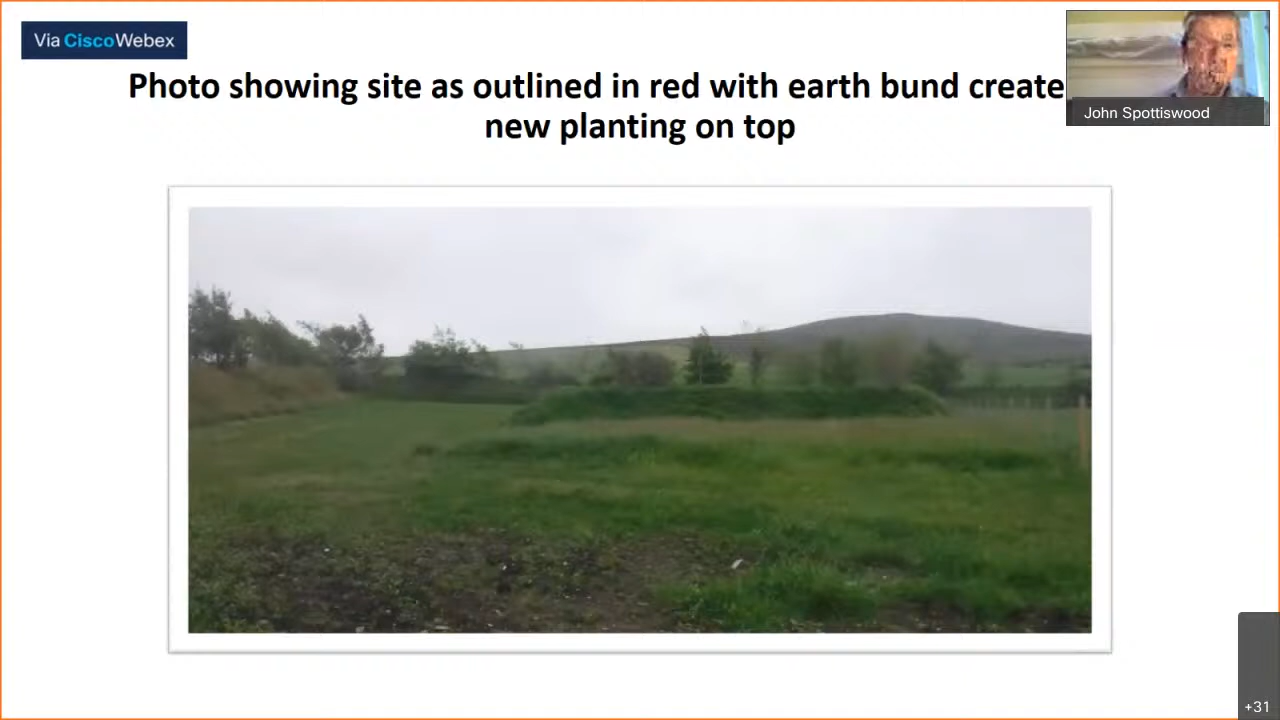 Via CiscoWebex
Photo showing site as outlined in red with earth bund create
new planting on top
John Spottiswood
+31